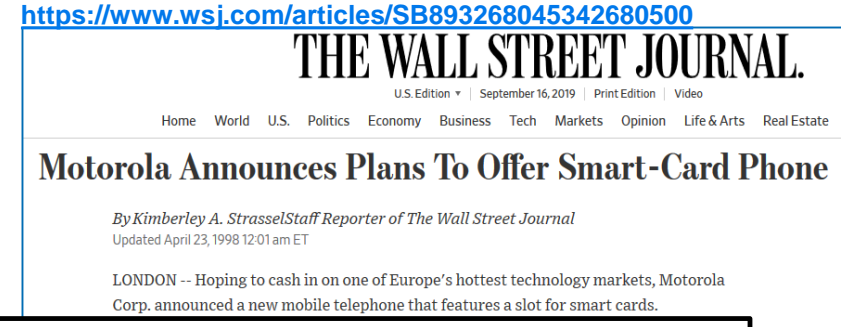 https://www.wsj.com/articles/SB893268045342680500
THE WALL STREET JOURNAL.
U.S. Edition ▾ | September 16, 2019 | Print Edition | Video
Home World U.S. Politics Economy Business Tech Markets Opinion Life & Arts Real Estate
Motorola Announces Plans To Offer Smart-Card Phone
By Kimberley A. StrasselStaff Reporter of The Wall Street Journal
Updated April 23, 1998 12:01 am ET
LONDON -- Hoping to cash in on one of Europe's hottest technology markets, Motorola
Corp. announced a new mobile telephone that features a slot for smart cards.